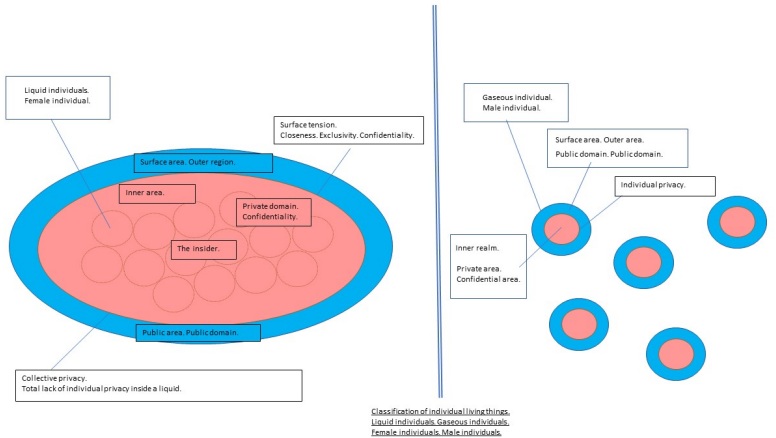 Liquid individuals.
Female individual.
Surface tension.
Closeness. Exclusivity. Confidentiality.
Surface area. Outer region.
Inner area.
Private domain.
Confidentiality.
The insider.
Public area. Public domain.
Collective privacy.
Total lack of individual privacy inside a liquid.
Gaseous individual.
Male individual.
Surface area. Outer area.
Public domain. Public domain.
Individual privacy.
Inner realm.
Private area.
Confidential area.
Classification of individual living things.
Liquid individuals. Gaseous individuals.
Female individuals. Male individuals.